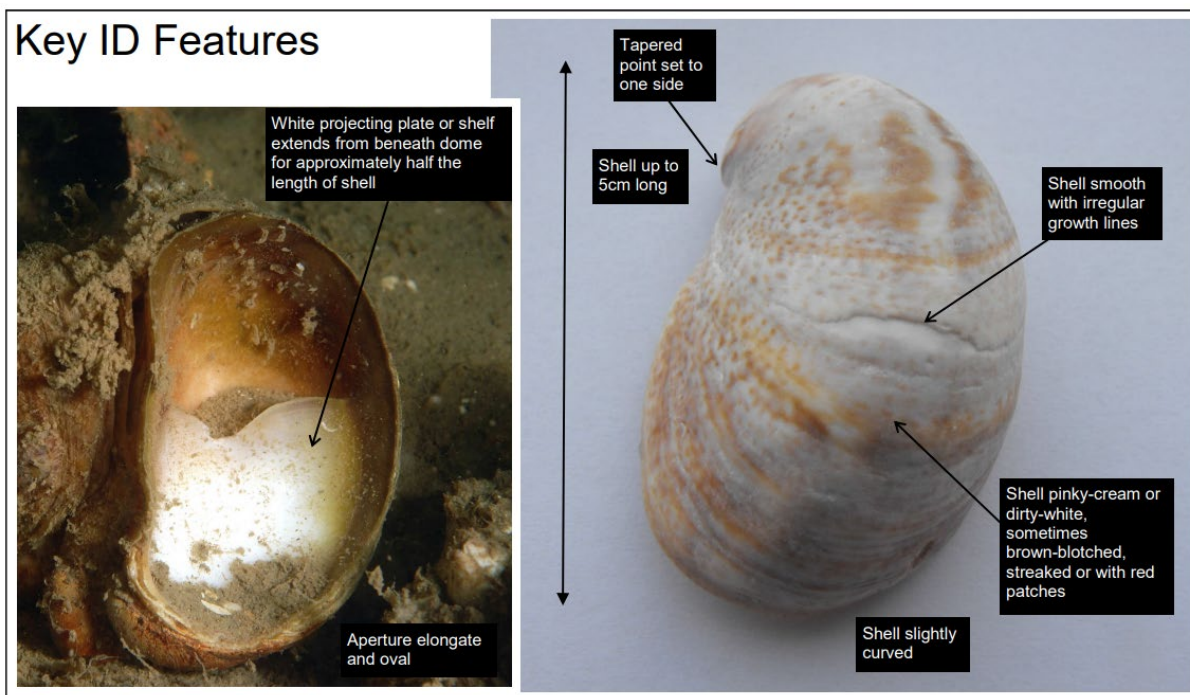 Key ID Features
White projecting plate or shelf
extends from beneath dome
for approximately half the
length of shell
Aperture elongate
and oval
Tapered
point set to
one side
Shell up to
5cm long
Shell smooth
with irregular
growth lines
Shell pinky-cream or
dirty-white,
sometimes
brown-blotched,
streaked or with red
patches
Shell slightly
curved